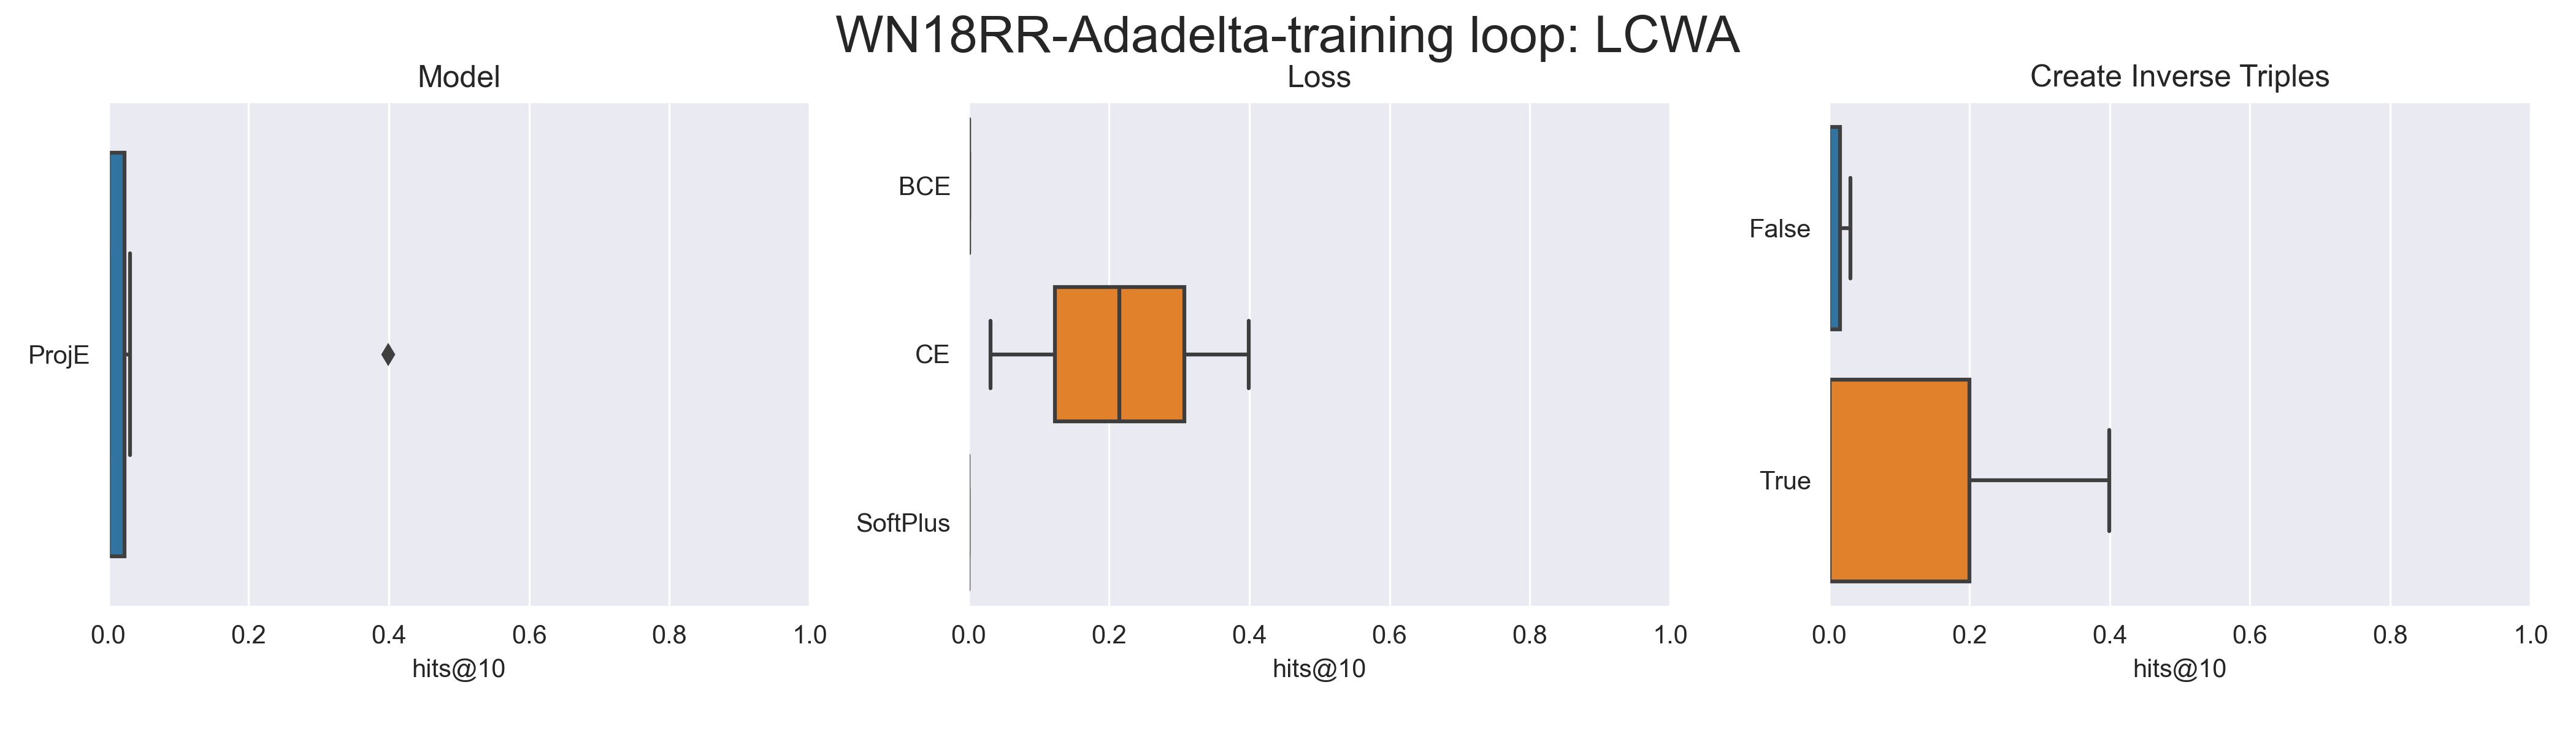 WN18RR-Adadelta-training loop: LCWA
Model
ProjE
0.0 0.2 0.4 0.6 0.8 1.0
hits@10
Loss
BCE
CE
SoftPlus
0.0 0.2 0.4 0.6 0.8 1.0
hits@10
Create Inverse Triples
False
True
0.0 0.2 0.4 0.6 0.8 1.0
hits@10